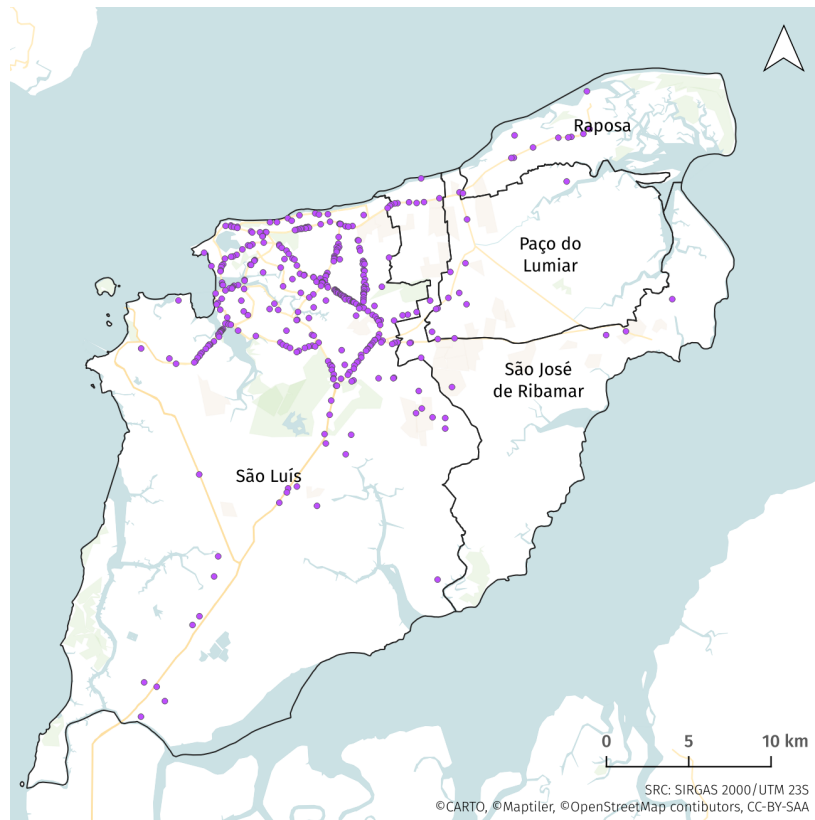 Raposa
Paço do
Lumiar
São José
de Ribamar
São Luís
0 5 10 km
SRC: SIRGAS 2000/UTM 23S
©CARTO, ©Maptiler, ©OpenStreetMap contibutors, CC-BY-SAA